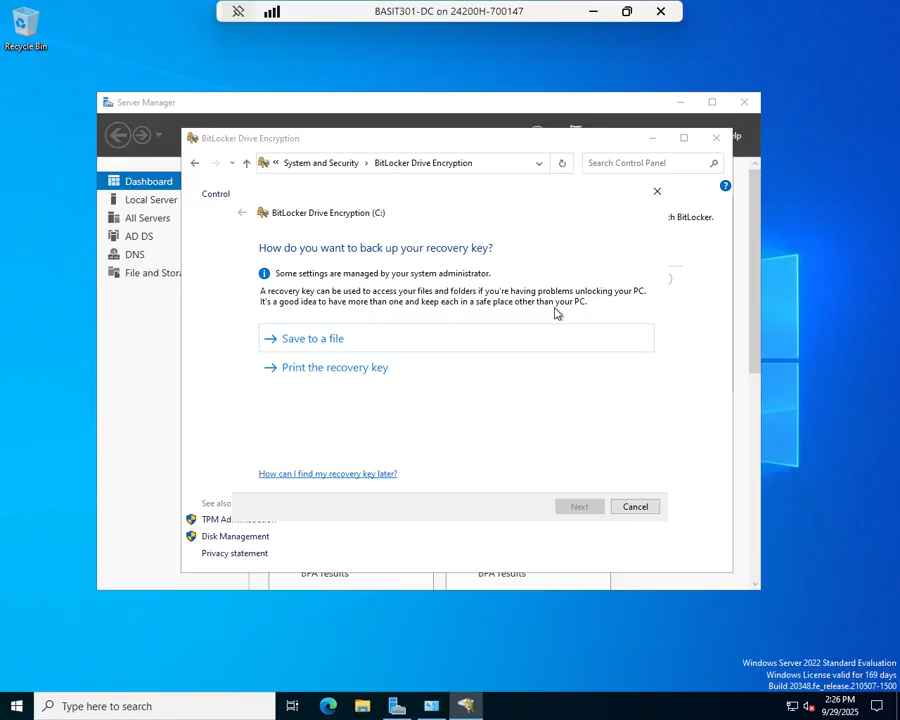 BASIT301-DC on 24200H-700147
Recycle Bin
Server Manager
BitLocker Drive Encryption
System and Security
BitLocker Drive Encryption
Search Control Panel
Dashboard
Local Server
All Servers
AD DS
DNS
File and Stora
Control
BitLocker Drive Encryption (C:)
How do you want to back up your recovery key?
Some settings are managed by your system administrator.
A recovery key can be used to access your files and folders if you're having problems unlocking your PC.
It's a good idea to have more than one and keep each in a safe place other than your PC.
Save to a file
Print the recovery key
How can I find my recovery key later?
Next
Cancel
See also
TPM Administration
Disk Management
Privacy statement
BPA results
BPA results
Windows Server 2022 Standard Evaluation
Windows License valid for 169 days
Build 20348.fe_release.210507-1500
Type here to search
2:26 PM
9/29/2025